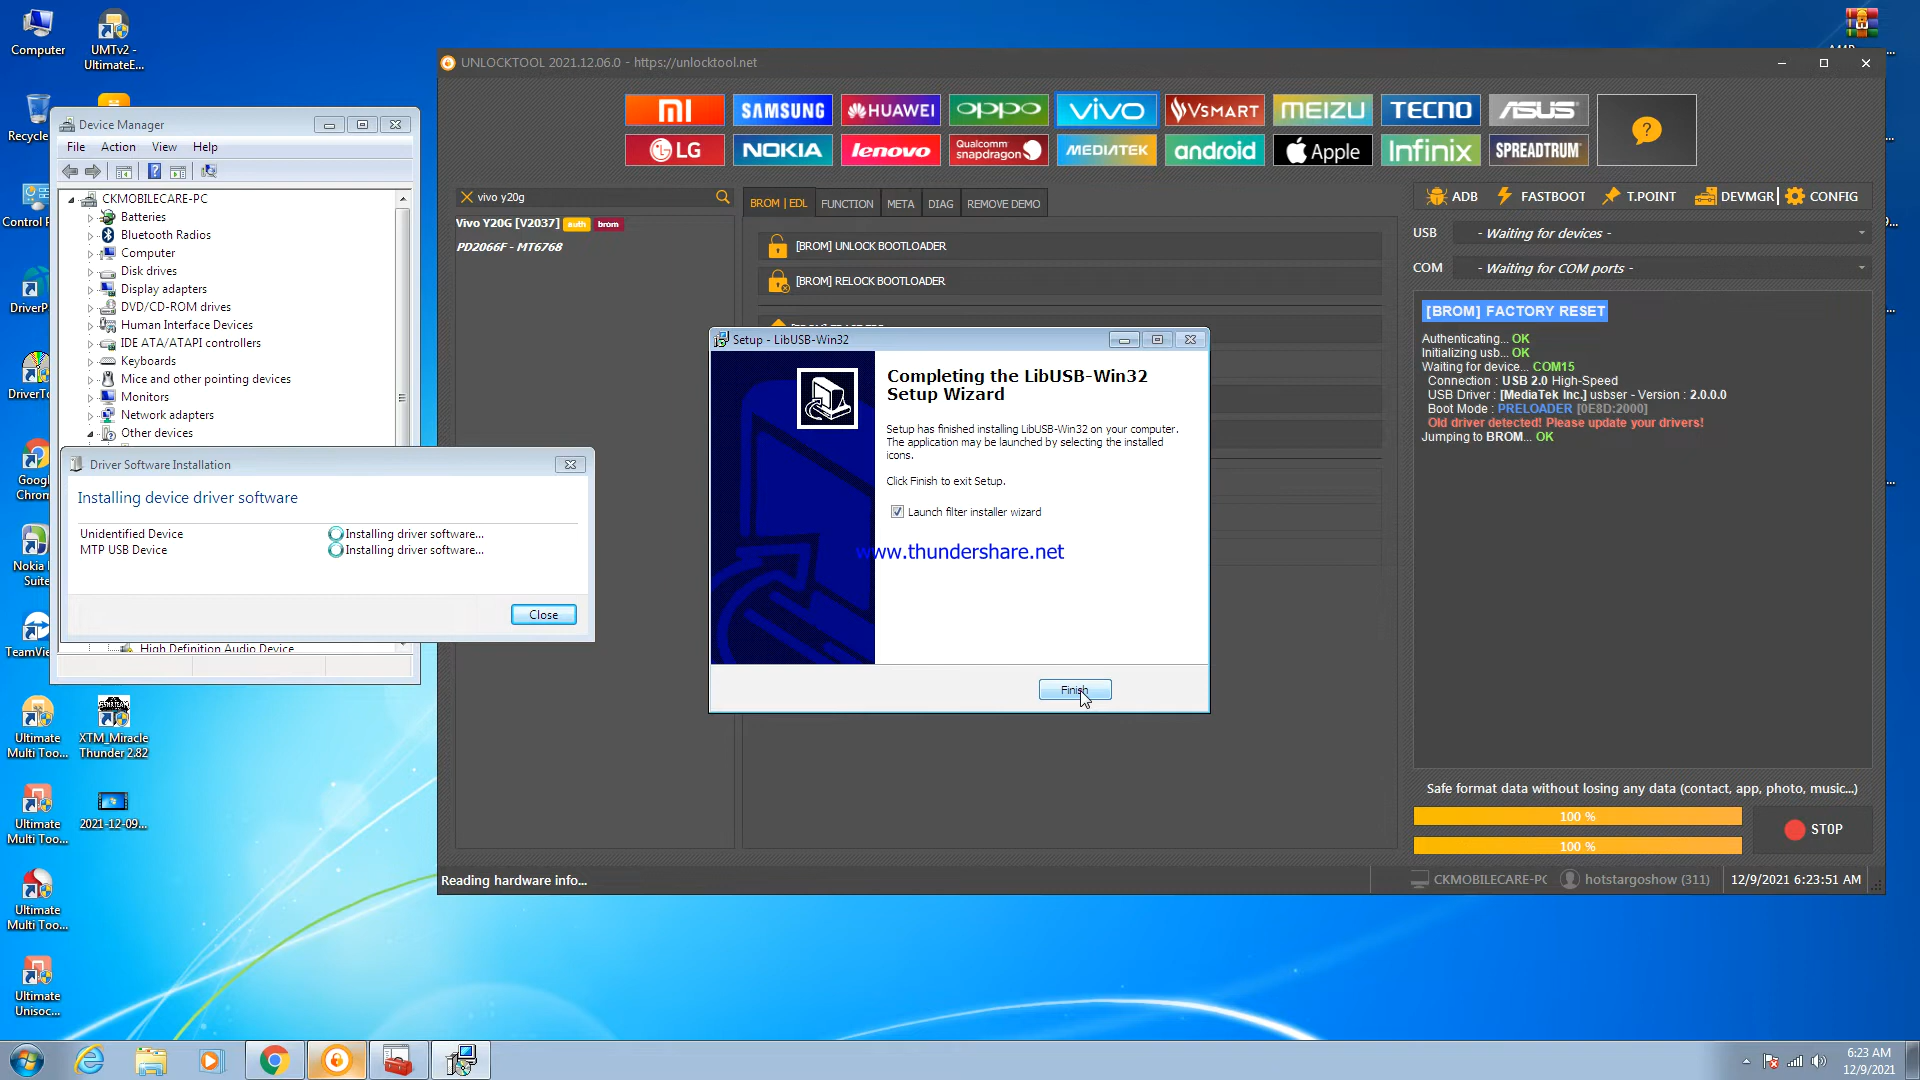 Computer
UMTv2 -
UltimateE...
Recycle
Control P
DriverP
DriverTo
Googl
Chrom
Nokia
Suite
TeamVie
Ultimate
Multi Too...
XTM_Miracle
Thunder 2.82
Ultimate
Multi Too...
2021-12-09...
Ultimate
Multi Too...
Ultimate
Unisoc...
Device Manager
File Action View Help
CKMOBILECARE-PC
Batteries
Bluetooth Radios
Computer
Disk drives
Display adapters
DVD/CD-ROM drives
Human Interface Devices
IDE ATA/ATAPI controllers
Keyboards
Mice and other pointing devices
Monitors
Network adapters
Other devices
High Definition Audio Device
Driver Software Installation
Installing device driver software
Unidentified Device Installing driver software...
MTP USB Device Installing driver software...
Close
UNLOCKTOOL 2021.12.06.0 - https://unlocktool.net
MI SAMSUNG HUAWEI oppo vivo VSMART MEIZU TECNO ASUS ?
LG NOKIA lenovo Qualcomm snapdragon MEDIATEK android Apple Infinix SPREADTRUM
vivo y20g
Vivo Y20G [V2037] auth brom
PD2066F - MT6768
BROM | EDL FUNCTION META DIAG REMOVE DEMO
[BROM] UNLOCK BOOTLOADER
[BROM] RELOCK BOOTLOADER
Setup - LibUSB-Win32
Completing the LibUSB-Win32
Setup Wizard
Setup has finished installing LibUSB-Win32 on your computer.
The application may be launched by selecting the installed
icons.
Click Finish to exit Setup.
Launch filter installer wizard
www.thundershare.net
Finish
ADB FASTBOOT T.POINT DEVMGR CONFIG
USB - Waiting for devices -
COM - Waiting for COM ports -
[BROM] FACTORY RESET
Authenticating... OK
Initializing usb... OK
Waiting for device... COM15
Connection : USB 2.0 High-Speed
USB Driver : [MediaTek Inc.] usbser - Version : 2.0.0.0
Boot Mode : PRELOADER [0E8D:2000]
Old driver detected! Please update your drivers!
Jumping to BROM... OK
Safe format data without losing any data (contact, app, photo, music...)
100 %
100 %
STOP
Reading hardware info...
CKMOBILECARE-PC
hotstargoshow (311)
12/9/2021 6:23:51 AM
6:23 AM
12/9/2021